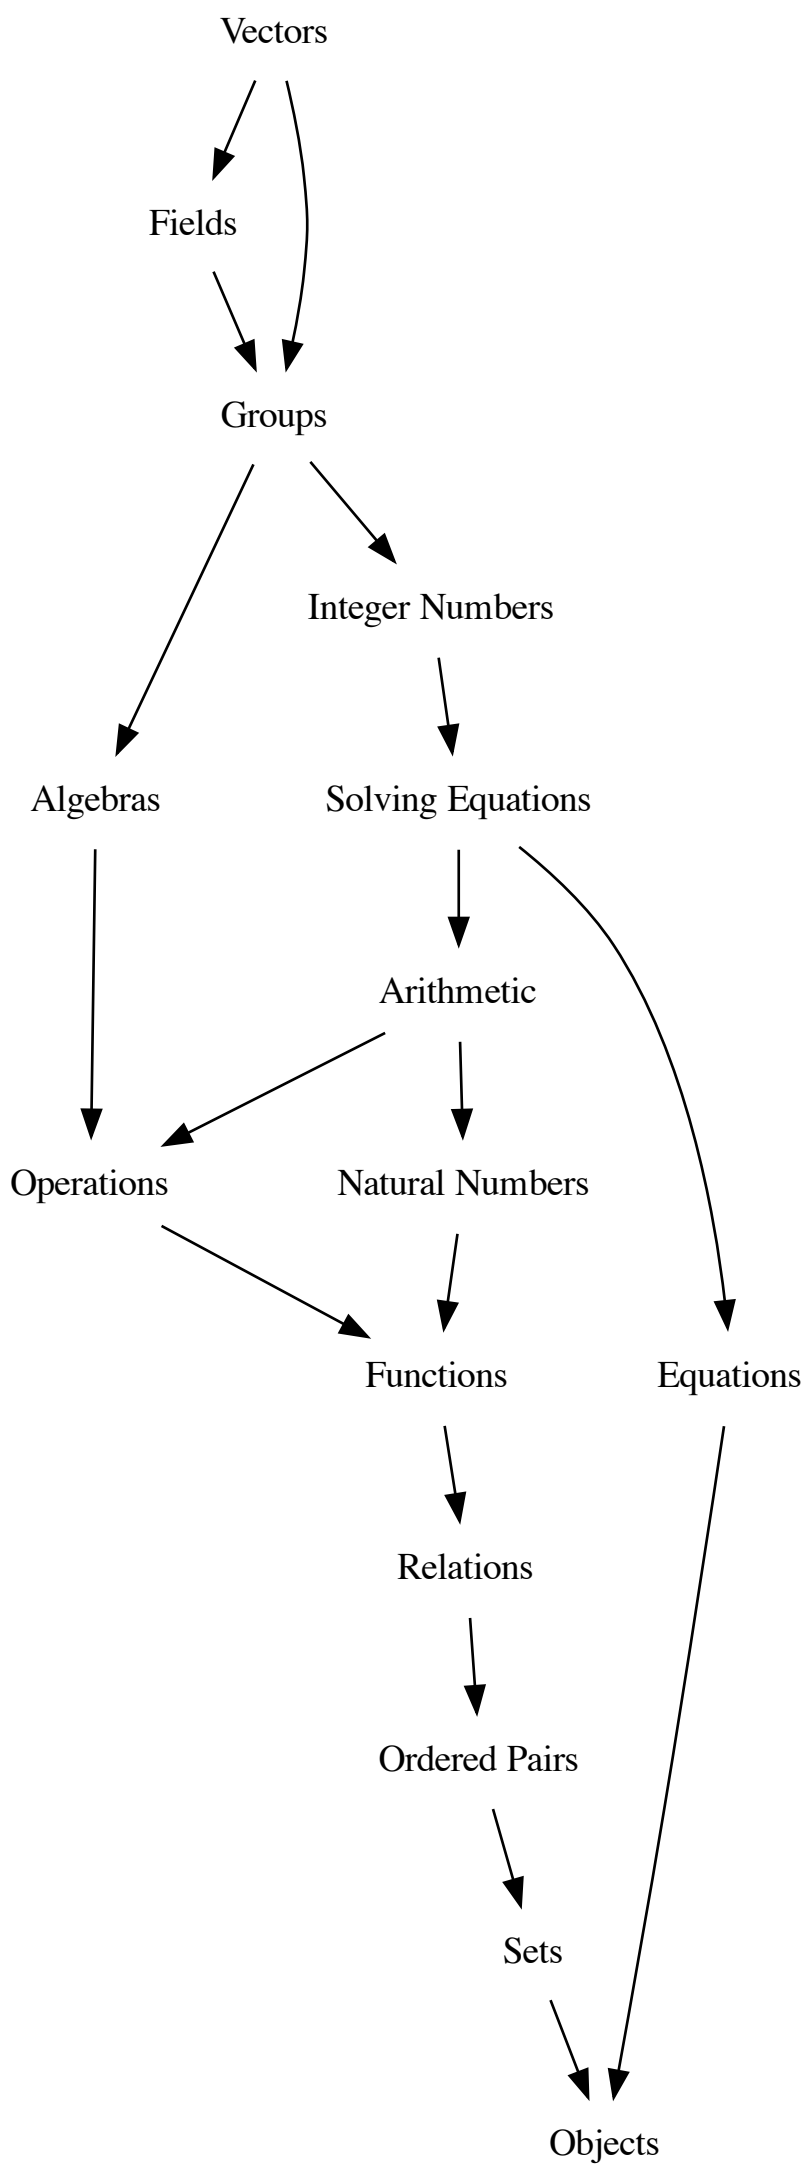 Vectors
Fields
Groups
Integer Numbers
Algebras
Solving Equations
Arithmetic
Operations
Natural Numbers
Functions
Equations
Relations
Ordered Pairs
Sets
Objects